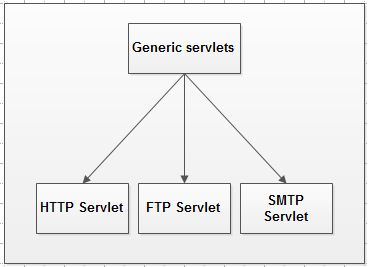 Generic servlets
HTTP Servlet
FTP Servlet
SMTP
Servlet